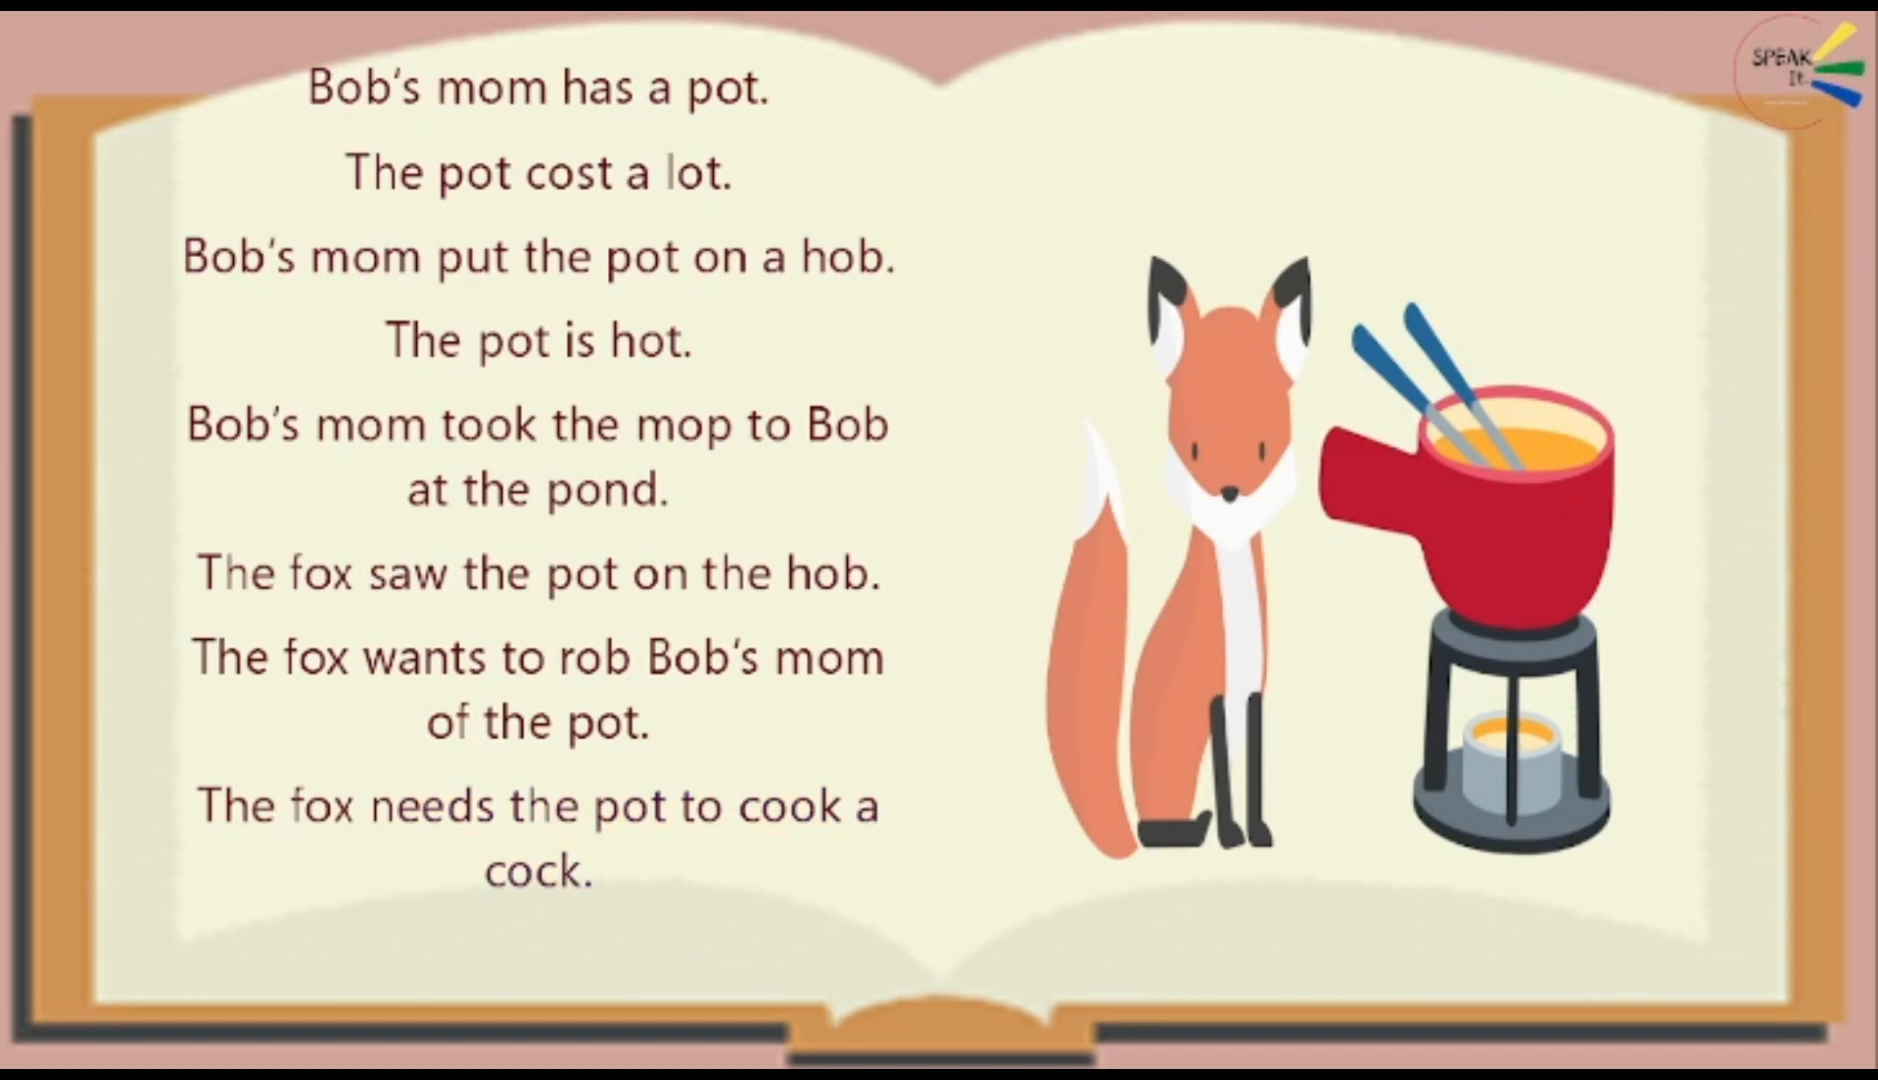 Bob's mom has a pot.
The pot cost a lot.
Bob's mom put the pot on a hob.
The pot is hot.
Bob's mom took the mop to Bob
at the pond.
The fox saw the pot on the hob.
The fox wants to rob Bob's mom
of the pot.
The fox needs the pot to cook a
cock.
SPEAK
It